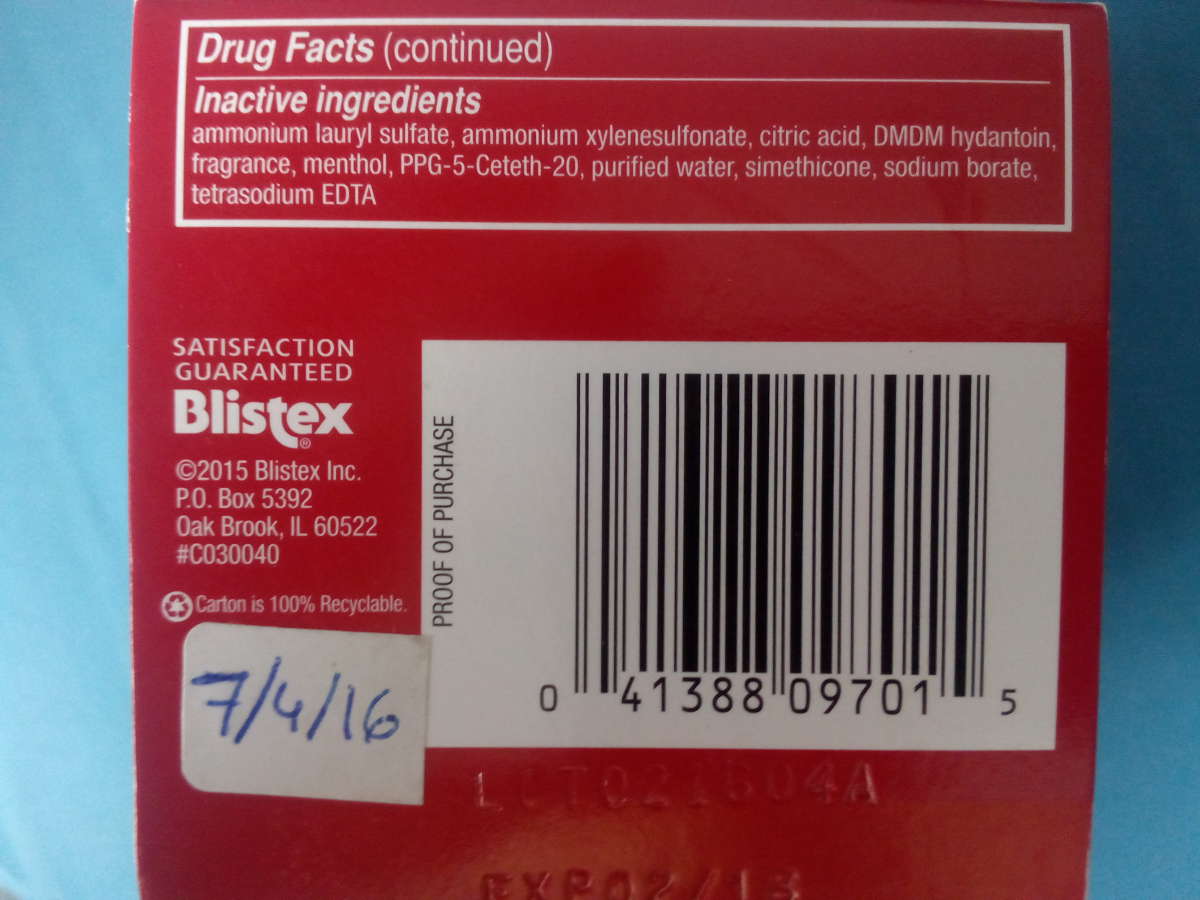 Drug Facts (continued)
Inactive ingredients
ammonium lauryl sulfate, ammonium xylenesulfonate, citric acid, DMDM hydantoin,
fragrance, menthol, PPG-5-Ceteth-20, purified water, simethicone, sodium borate,
tetrasodium EDTA
SATISFACTION
GUARANTEED
Blistex®
©2015 Blistex Inc.
P.O. Box 5392
Oak Brook, IL 60522
#C030040
Carton is 100% Recyclable.
7/4/16
PROOF OF PURCHASE
0 41388 09701 5